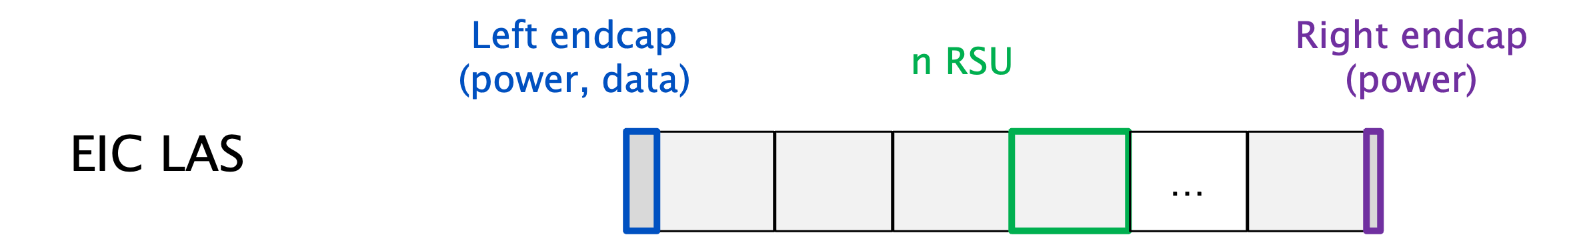 Left endcap
(power, data)
n RSU
Right endcap
(power)
EIC LAS
...